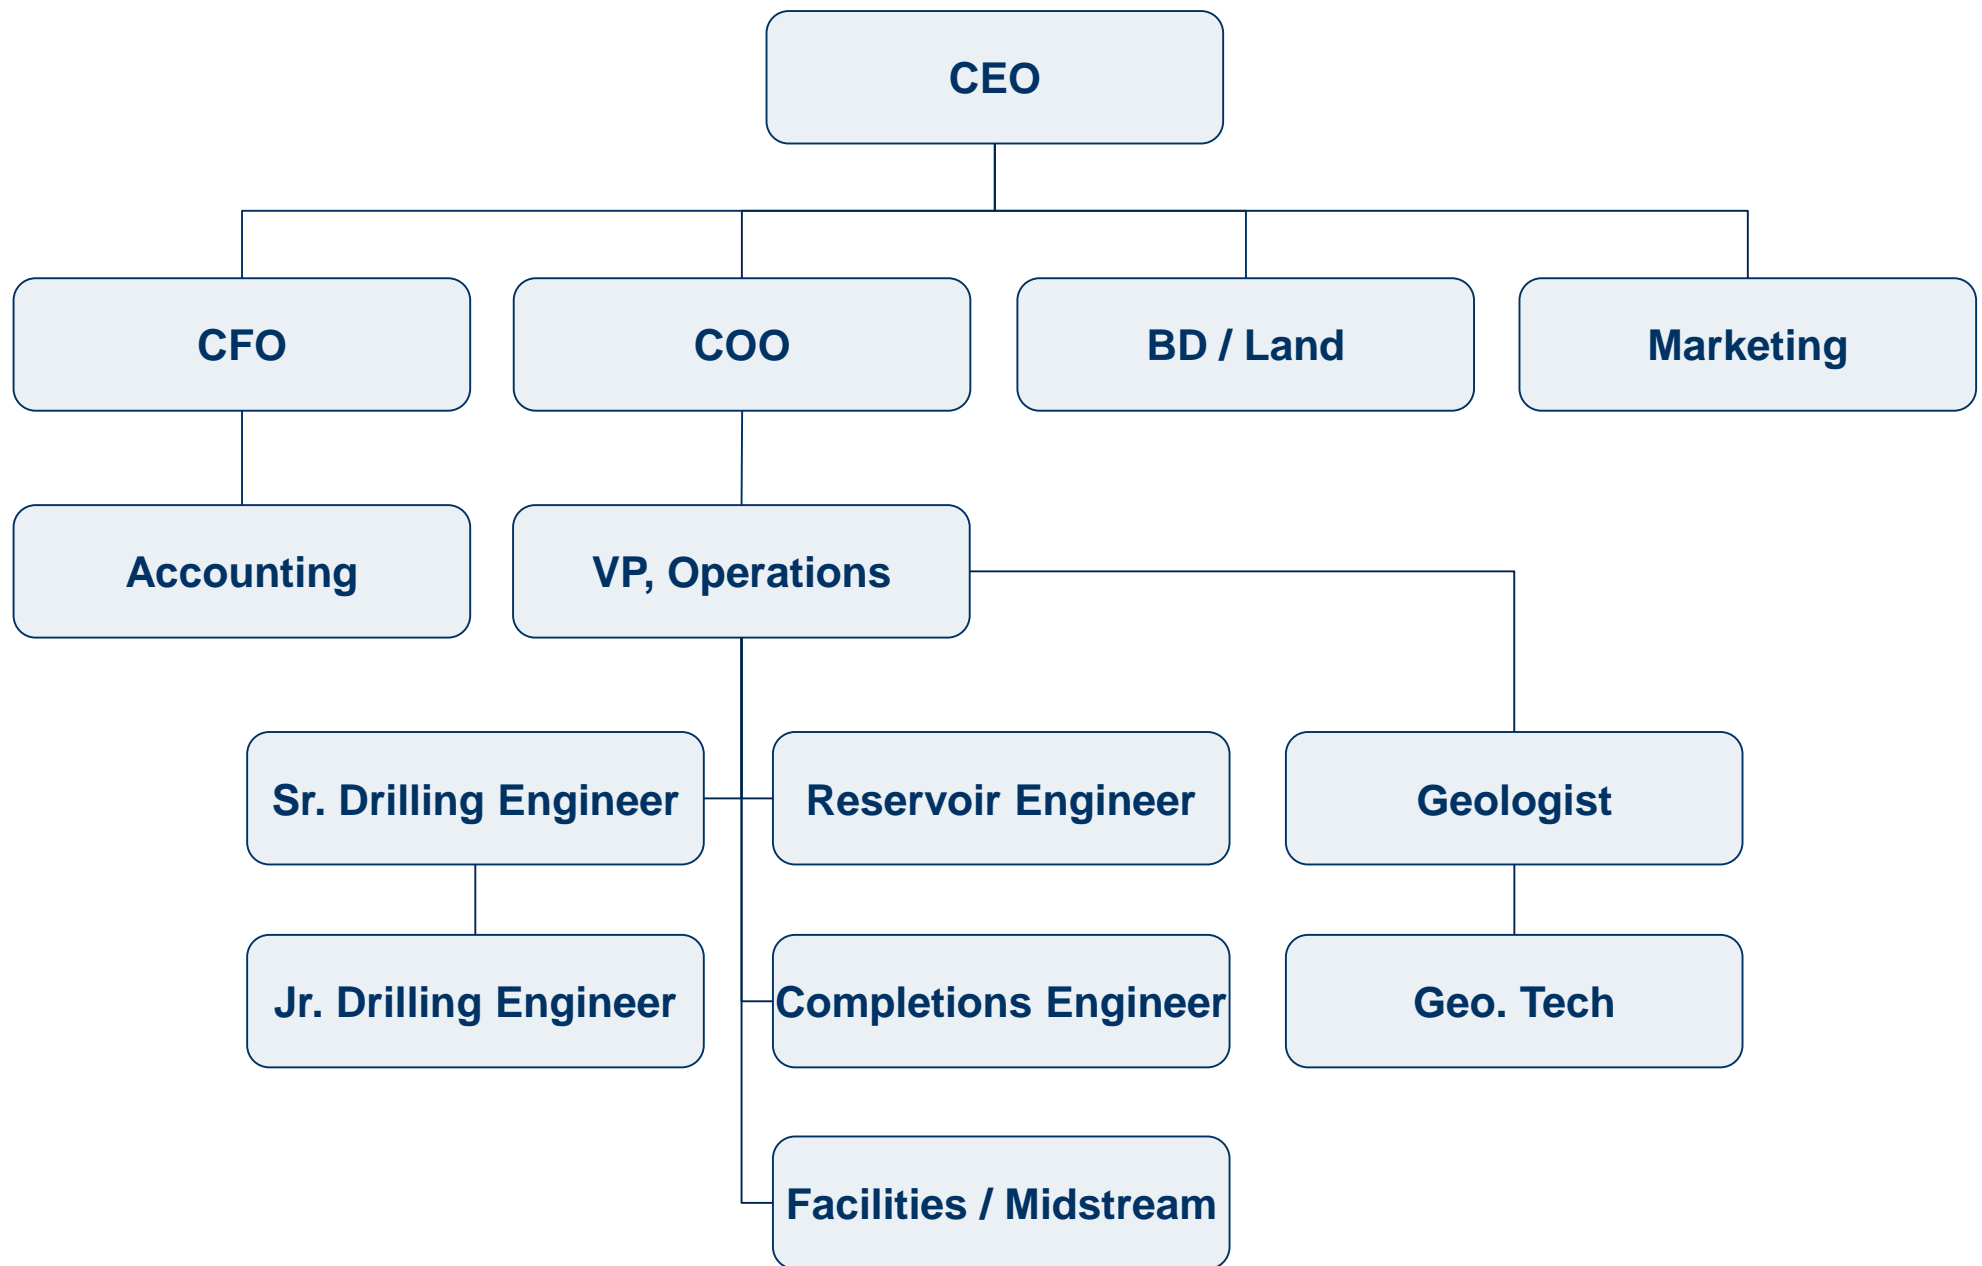 CEO
CFO
COO
BD / Land
Marketing
Accounting
VP, Operations
Sr. Drilling Engineer
Reservoir Engineer
Geologist
Jr. Drilling Engineer
Completions Engineer
Geo. Tech
Facilities / Midstream